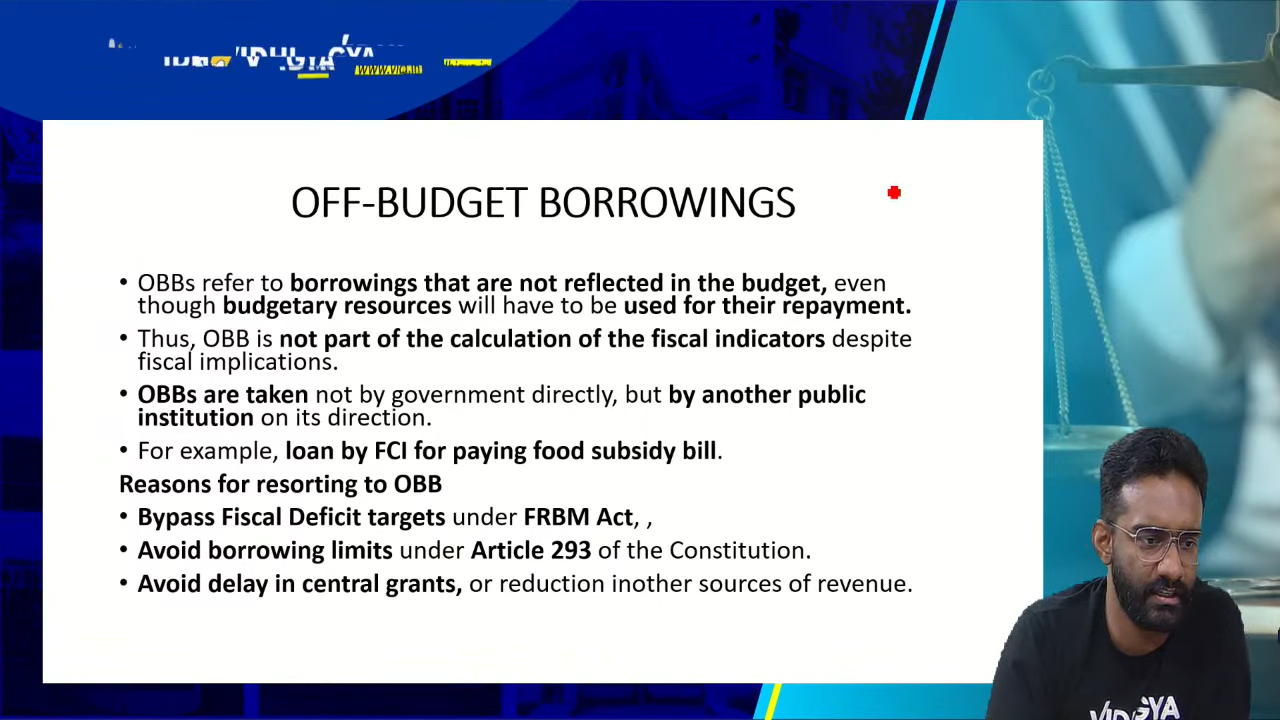 OFF-BUDGET BORROWINGS
• OBBs refer to borrowings that are not reflected in the budget, even
though budgetary resources will have to be used for their repayment.
• Thus, OBB is not part of the calculation of the fiscal indicators despite
fiscal implications.
• OBBs are taken not by government directly, but by another public
institution on its direction.
• For example, loan by FCI for paying food subsidy bill.
Reasons for resorting to OBB
• Bypass Fiscal Deficit targets under FRBM Act, ,
• Avoid borrowing limits under Article 293 of the Constitution.
• Avoid delay in central grants, or reduction inother sources of revenue.